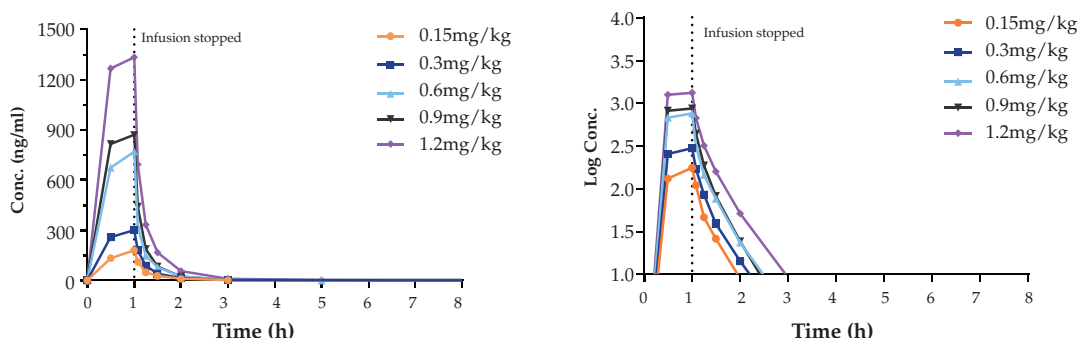 1500
1200
900
600
300
0
Conc. (ng/ml)
0 1 2 3 4 5 6 7 8
Time (h)
Infusion stopped
0.15mg/kg
0.3mg/kg
0.6mg/kg
0.9mg/kg
1.2mg/kg
4.0
3.5
3.0
2.5
2.0
1.5
1.0
Log Conc.
0 1 2 3 4 5 6 7 8
Time (h)
Infusion stopped
0.15mg/kg
0.3mg/kg
0.6mg/kg
0.9mg/kg
1.2mg/kg